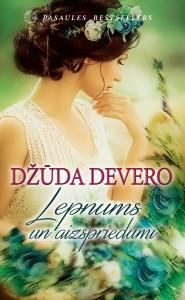 PASAULES BESTSELLERS
DŽŪDA DEVERO
Lepnums
un aizspriedumi